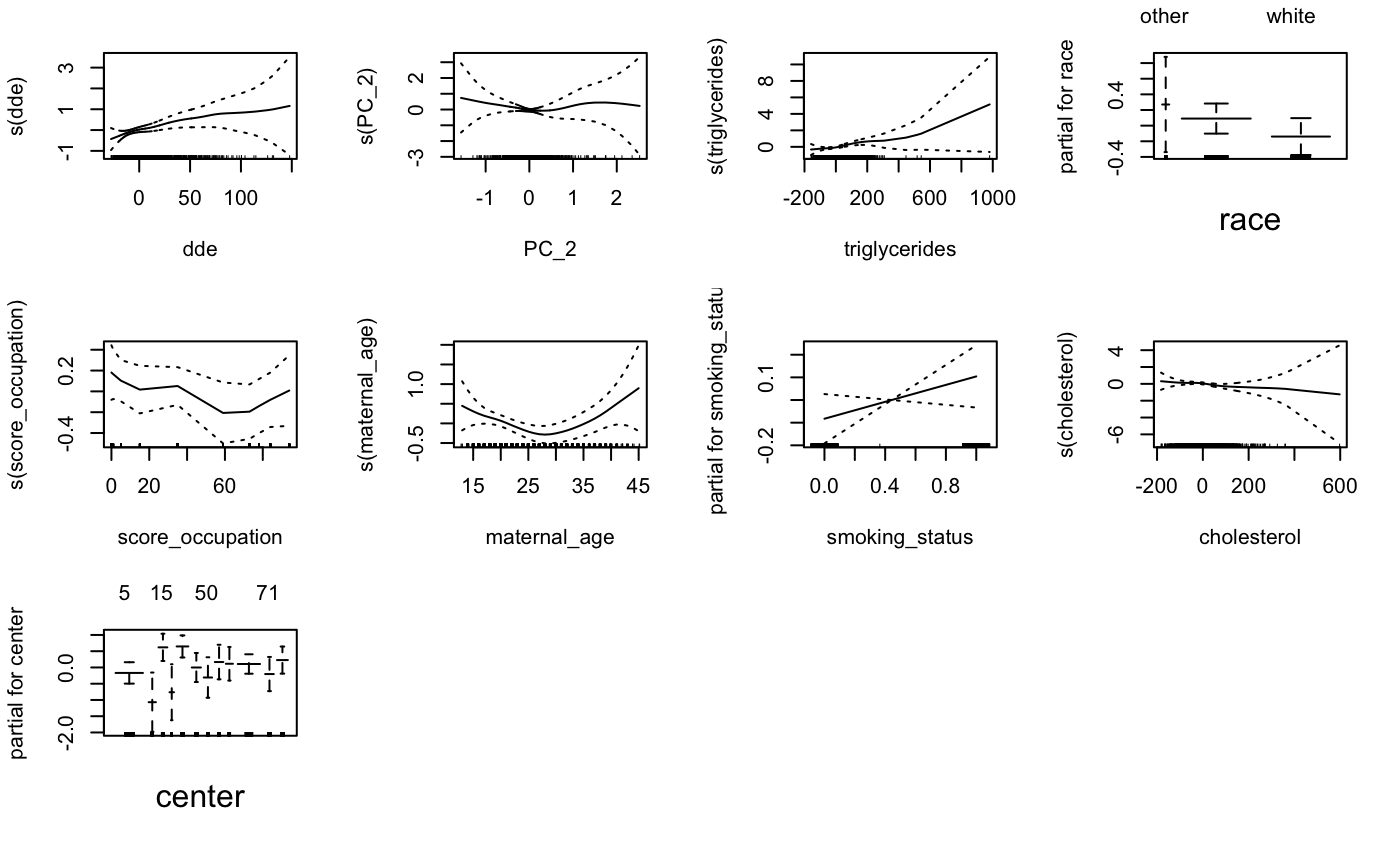 other white
s(dde)
3
1
-1
0 50 100
dde
s(PC_2)
2
0
-3
-1 0 1 2
PC_2
s(triglycerides)
8
4
0
-200 200 600 1000
triglycerides
partial for race
0.4
-0.4
race
s(score_occupation)
0.2
-0.4
0 20 60
score_occupation
s(maternal_age)
1.0
-0.5
15 25 35 45
maternal_age
partial for smoking_statu
0.1
-0.2
0.0 0.4 0.8
smoking_status
s(cholesterol)
4
0
-6
-200 0 200 600
cholesterol
5 15 50 71
partial for center
0.0
-2.0
center